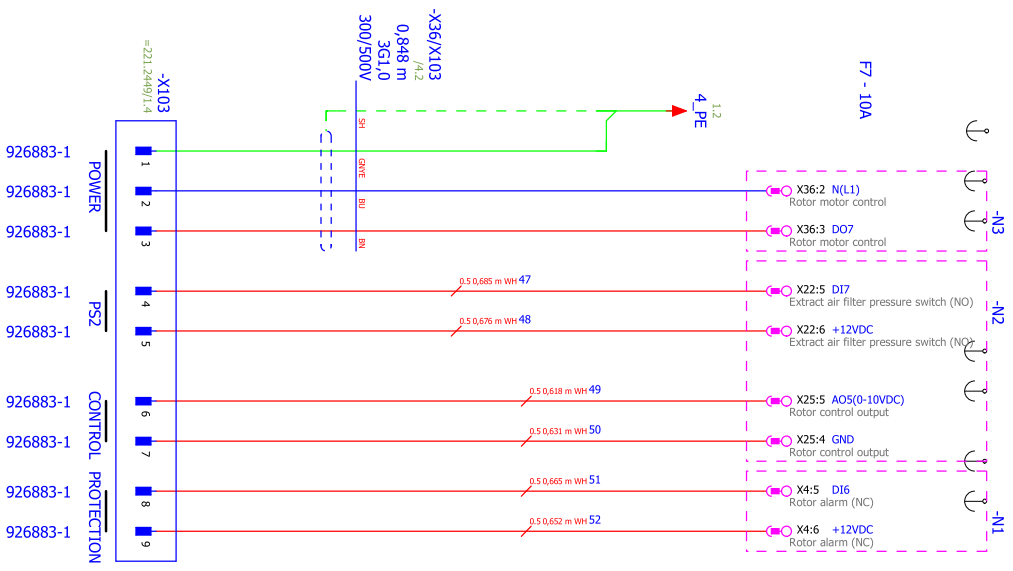 -X36/X103
/4.2
0,848 m
3G1,0
300/500V
=221.2449/1.4
-X103
F7 - 10A
1.2
4_PE
SH
GNYE
BU
BN
926883-1
926883-1
926883-1
926883-1
926883-1
926883-1
926883-1
926883-1
926883-1
POWER
PS2
CONTROL
PROTECTION
1
2
3
4
5
6
7
8
9
0.5 0,685 m WH 47
0.5 0,676 m WH 48
0.5 0,618 m WH 49
0.5 0,631 m WH 50
0.5 0,665 m WH 51
0.5 0,652 m WH 52
X36:2 N(L1)
Rotor motor control
X36:3 DO7
Rotor motor control
-N3
X22:5 DI7
Extract air filter pressure switch (NO)
X22:6 +12VDC
Extract air filter pressure switch (NO)
-N2
X25:5 AO5(0-10VDC)
Rotor control output
X25:4 GND
Rotor control output
X4:5 DI6
Rotor alarm (NC)
X4:6 +12VDC
Rotor alarm (NC)
-N1